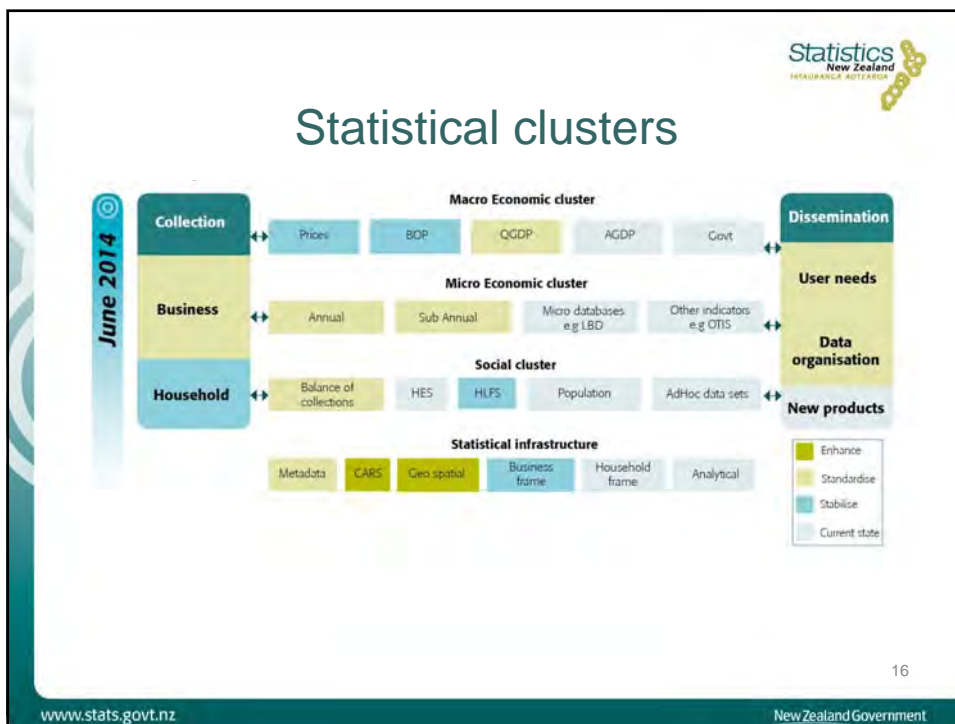 Statistics
New Zealand
TATAURANGA AOTEAROA
Statistical clusters
June 2014
Collection
Business
Household
Macro Economic cluster
Prices
BOP
QGDP
AGDP
Govt
Micro Economic cluster
Annual
Sub Annual
Micro databases
e.g LBD
Other indicators
e.g OTIS
Social cluster
Balance of
collections
HES
HLFS
Population
AdHoc data sets
Statistical infrastructure
Metadata
CARS
Geo spatial
Business
frame
Household
frame
Analytical
Dissemination
User needs
Data
organisation
New products
Enhance
Standardise
Stabilise
Current state
16
www.stats.govt.nz
New Zealand Government